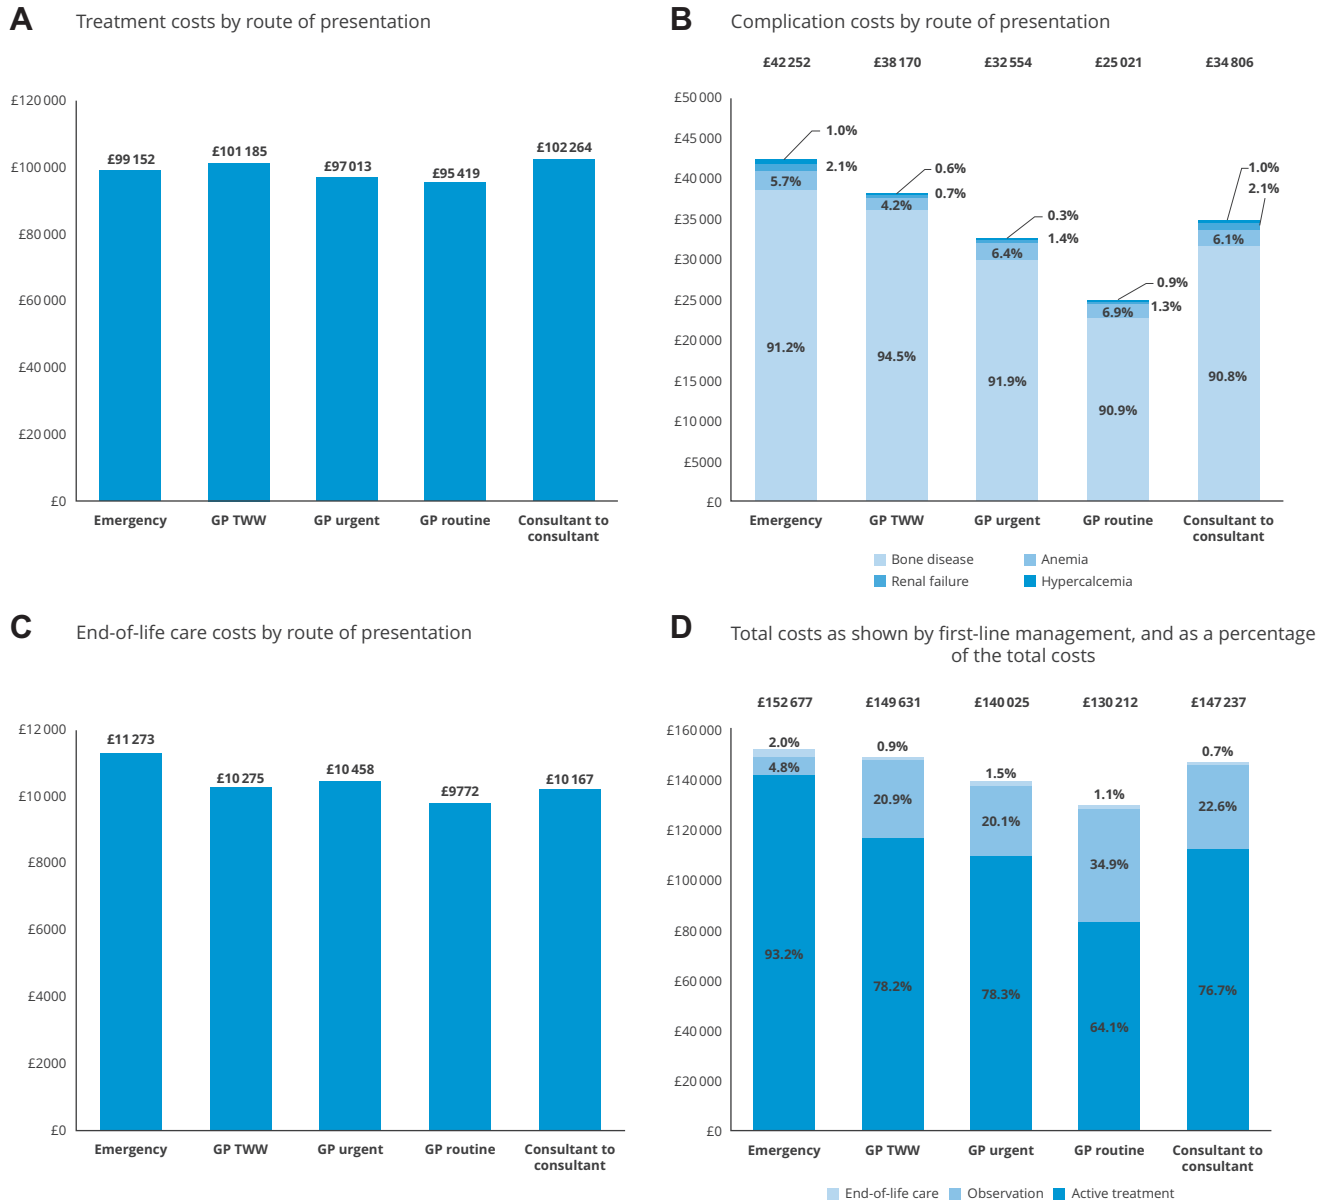 A
Treatment costs by route of presentation
£120 000
£100 000
£80 000
£60 000
£40 000
£20 000
£0
£99 152
£101 185
£97 013
£95 419
£102 264
Emergency
GP TWW
GP urgent
GP routine
Consultant to
consultant
B
Complication costs by route of presentation
£42 252
£38 170
£32 554
£25 021
£34 806
£50 000
£45 000
£40 000
£35 000
£30 000
£25 000
£20 000
£15 000
£10 000
£5000
£0
1.0%
2.1%
5.7%
91.2%
0.6%
0.7%
4.2%
94.5%
0.3%
1.4%
6.4%
91.9%
0.9%
1.3%
6.9%
90.9%
1.0%
2.1%
6.1%
90.8%
Emergency
GP TWW
GP urgent
GP routine
Consultant to
consultant
Bone disease
Anemia
Renal failure
Hypercalcemia
C
End-of-life care costs by route of presentation
£12 000
£10 000
£8000
£6000
£4000
£2000
£0
£11 273
£10 275
£10 458
£9772
£10 167
Emergency
GP TWW
GP urgent
GP routine
Consultant to
consultant
D
Total costs as shown by first-line management, and as a percentage
of the total costs
£152 677
£149 631
£140 025
£130 212
£147 237
£160 000
£140 000
£120 000
£100 000
£80 000
£60 000
£40 000
£20 000
£0
2.0%
4.8%
93.2%
0.9%
20.9%
78.2%
1.5%
20.1%
78.3%
1.1%
34.9%
64.1%
0.7%
22.6%
76.7%
Emergency
GP TWW
GP urgent
GP routine
Consultant to
consultant
End-of-life care
Observation
Active treatment